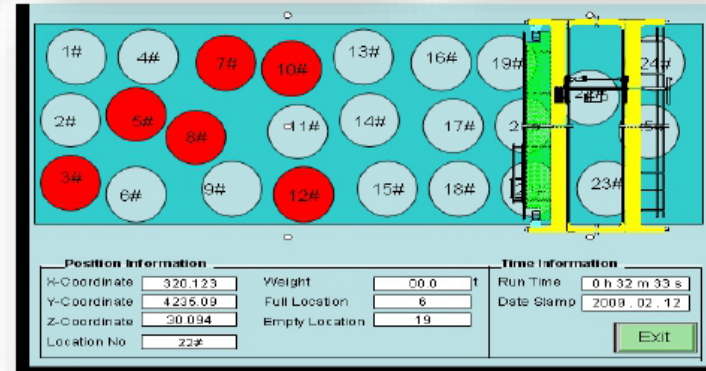 1# 4# 7# 10# 13# 16# 19# 24#
2# 5# 8# 11# 14# 17#
3# 6# 9# 12# 15# 18# 23#
Position Information
X-Coordinate 320.123
Y-Coordinate 4235.09
Z-Coordinate 30.094
Location No 22#
Weight 00.0 t
Full Location 6
Empty Location 19
Time Information
Run Time 0 h 32 m 33 s
Date Stamp 2009 . 02 . 12
Exit